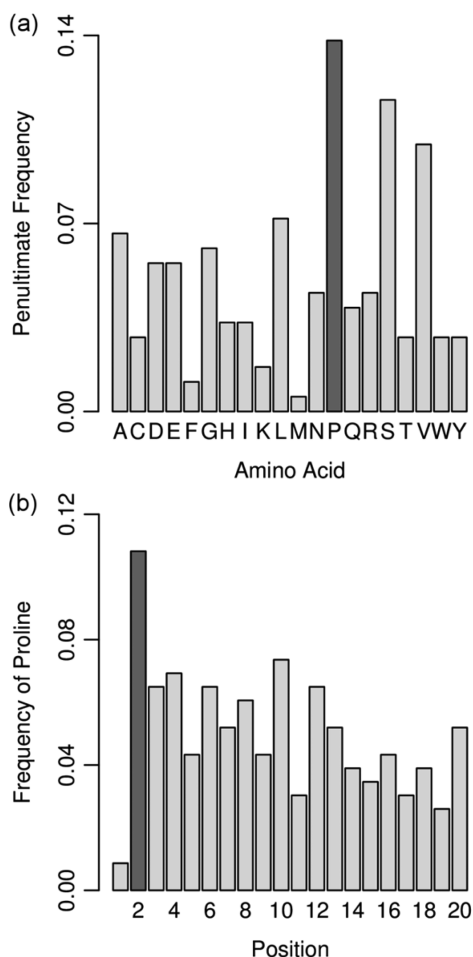 (a)
0.14
0.07
0.00
Penultimate Frequency
A C D E F G H I K L M N P Q R S T V W Y
Amino Acid
(b)
0.12
0.08
0.04
0.00
Frequency of Proline
2 4 6 8 10 12 14 16 18 20
Position